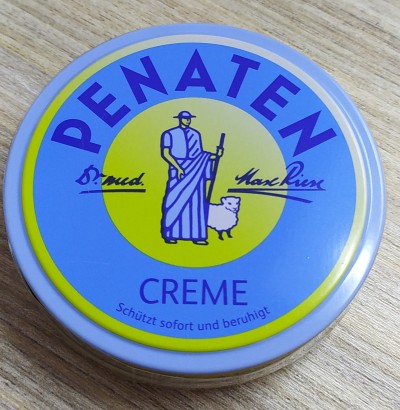 PENATEN
Dr. med. Max Riese
CREME
Schützt sofort und beruhigt